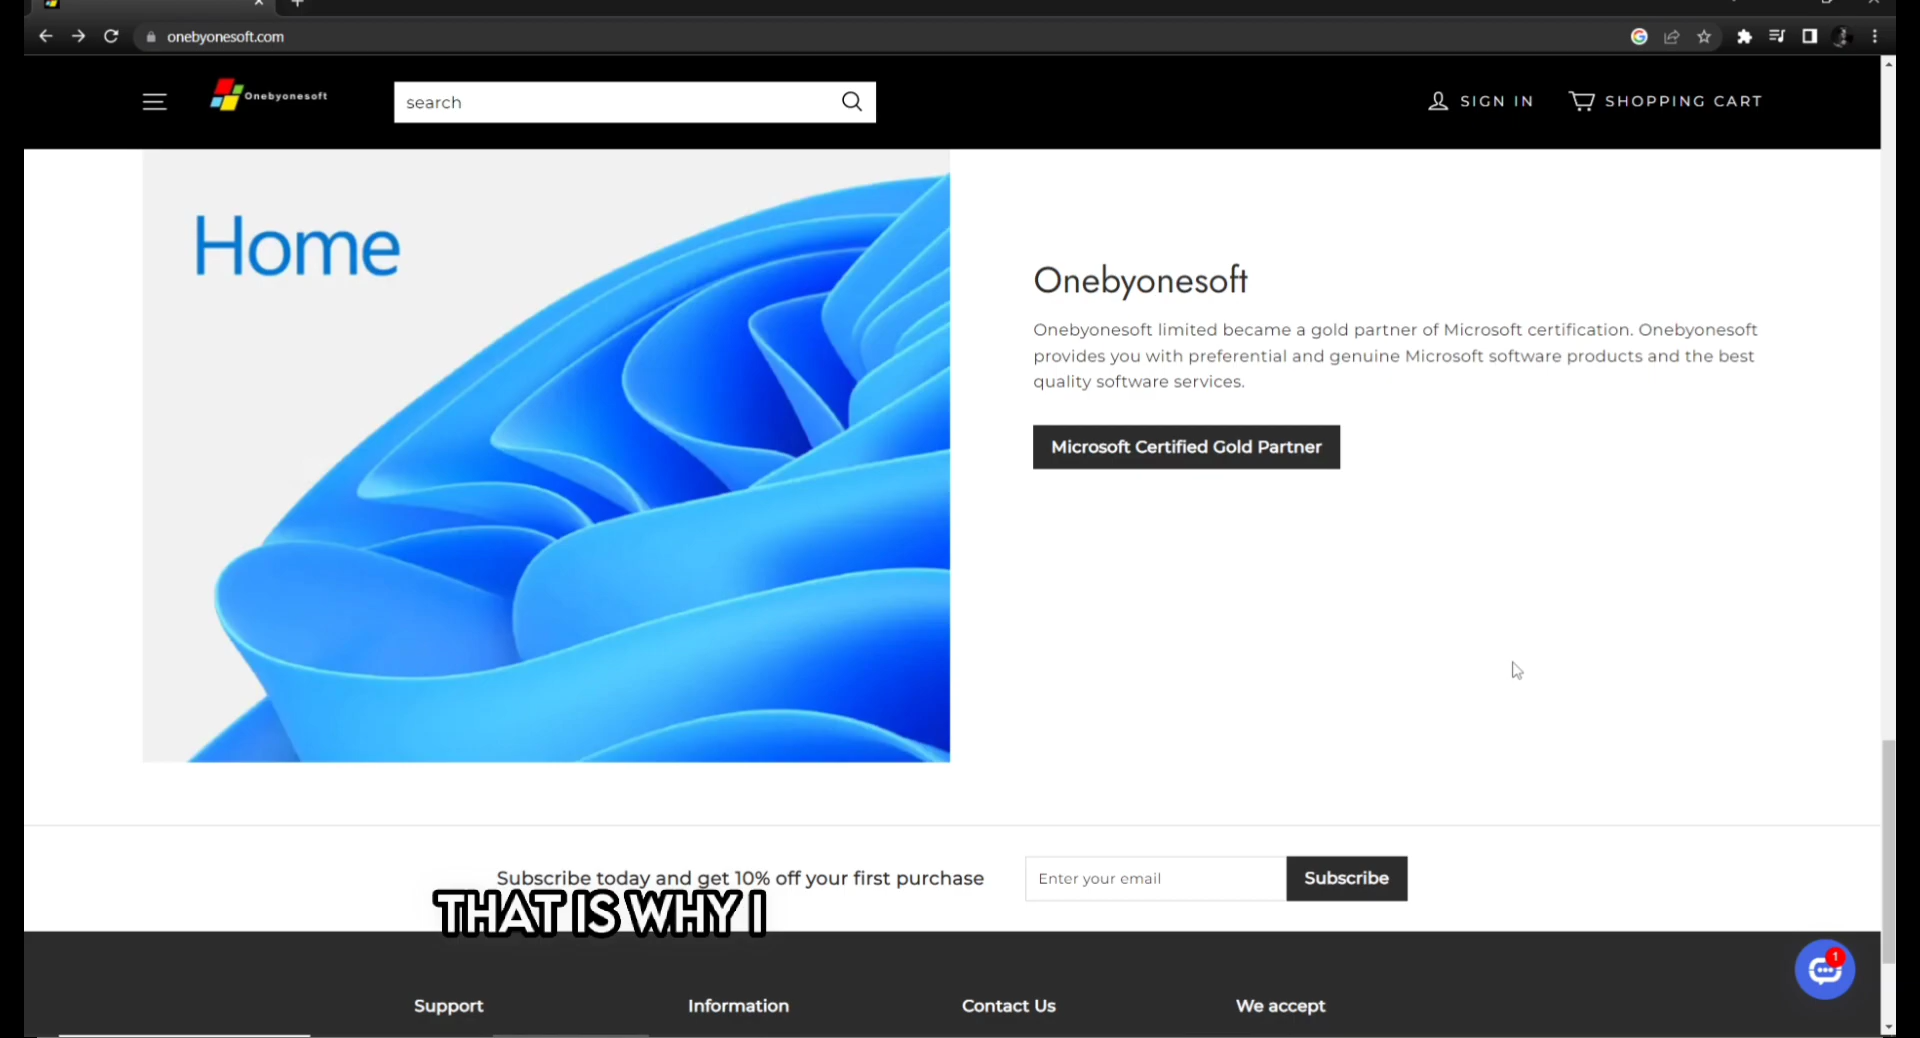 onebyonesoft.com
Onebyonesoft
search
SIGN IN
SHOPPING CART
Home
Onebyonesoft
Onebyonesoft limited became a gold partner of Microsoft certification. Onebyonesoft
provides you with preferential and genuine Microsoft software products and the best
quality software services.
Microsoft Certified Gold Partner
Subscribe today and get 10% off your first purchase
Enter your email
Subscribe
THAT IS WHY I
1
Support
Information
Contact Us
We accept